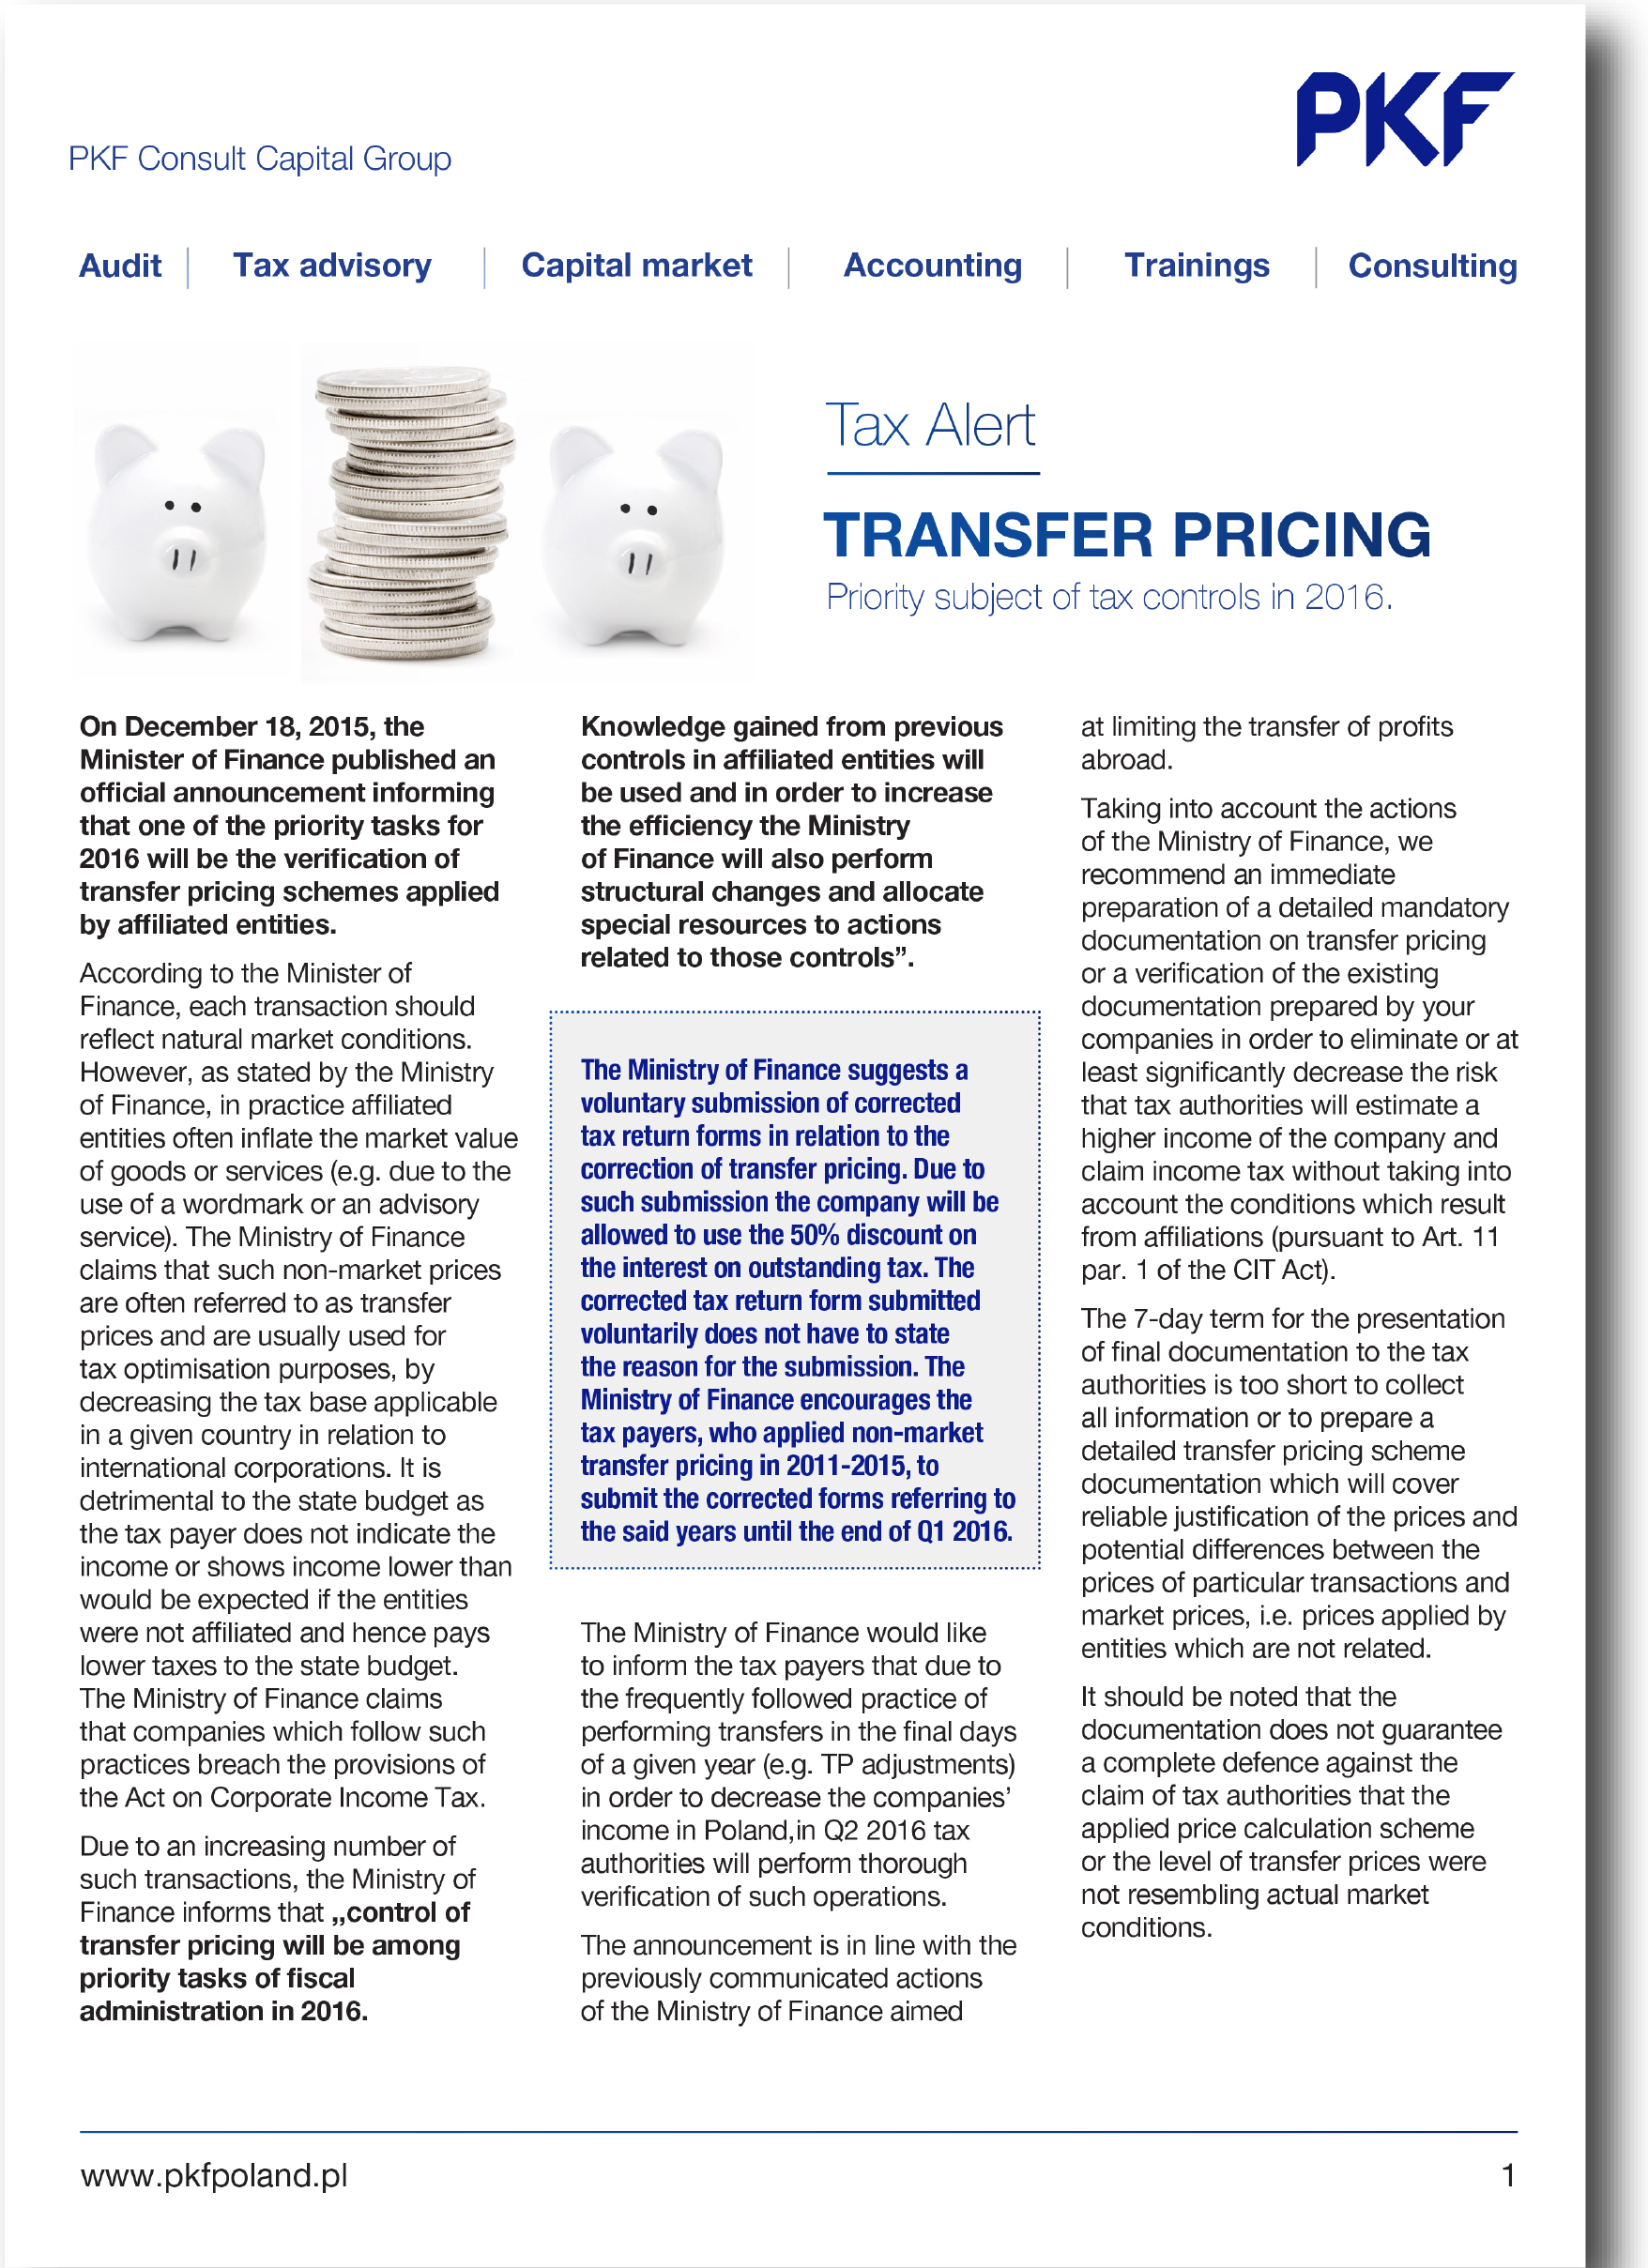 PKF
PKF Consult Capital Group
Audit | Tax advisory | Capital market | Accounting | Trainings | Consulting
Tax Alert
TRANSFER PRICING
Priority subject of tax controls in 2016.
On December 18, 2015, the
Minister of Finance published an
official announcement informing
that one of the priority tasks for
2016 will be the verification of
transfer pricing schemes applied
by affiliated entities.
According to the Minister of
Finance, each transaction should
reflect natural market conditions.
However, as stated by the Ministry
of Finance, in practice affiliated
entities often inflate the market value
of goods or services (e.g. due to the
use of a wordmark or an advisory
service). The Ministry of Finance
claims that such non-market prices
are often referred to as transfer
prices and are usually used for
tax optimisation purposes, by
decreasing the tax base applicable
in a given country in relation to
international corporations. It is
detrimental to the state budget as
the tax payer does not indicate the
income or shows income lower than
would be expected if the entities
were not affiliated and hence pays
lower taxes to the state budget.
The Ministry of Finance claims
that companies which follow such
practices breach the provisions of
the Act on Corporate Income Tax.
Due to an increasing number of
such transactions, the Ministry of
Finance informs that „control of
transfer pricing will be among
priority tasks of fiscal
administration in 2016.
Knowledge gained from previous
controls in affiliated entities will
be used and in order to increase
the efficiency the Ministry
of Finance will also perform
structural changes and allocate
special resources to actions
related to those controls”.
The Ministry of Finance suggests a
voluntary submission of corrected
tax return forms in relation to the
correction of transfer pricing. Due to
such submission the company will be
allowed to use the 50% discount on
the interest on outstanding tax. The
corrected tax return form submitted
voluntarily does not have to state
the reason for the submission. The
Ministry of Finance encourages the
tax payers, who applied non-market
transfer pricing in 2011-2015, to
submit the corrected forms referring to
the said years until the end of Q1 2016.
The Ministry of Finance would like
to inform the tax payers that due to
the frequently followed practice of
performing transfers in the final days
of a given year (e.g. TP adjustments)
in order to decrease the companies’
income in Poland,in Q2 2016 tax
authorities will perform thorough
verification of such operations.
The announcement is in line with the
previously communicated actions
of the Ministry of Finance aimed
at limiting the transfer of profits
abroad.
Taking into account the actions
of the Ministry of Finance, we
recommend an immediate
preparation of a detailed mandatory
documentation on transfer pricing
or a verification of the existing
documentation prepared by your
companies in order to eliminate or at
least significantly decrease the risk
that tax authorities will estimate a
higher income of the company and
claim income tax without taking into
account the conditions which result
from affiliations (pursuant to Art. 11
par. 1 of the CIT Act).
The 7-day term for the presentation
of final documentation to the tax
authorities is too short to collect
all information or to prepare a
detailed transfer pricing scheme
documentation which will cover
reliable justification of the prices and
potential differences between the
prices of particular transactions and
market prices, i.e. prices applied by
entities which are not related.
It should be noted that the
documentation does not guarantee
a complete defence against the
claim of tax authorities that the
applied price calculation scheme
or the level of transfer prices were
not resembling actual market
conditions.
www.pkfpoland.pl
1